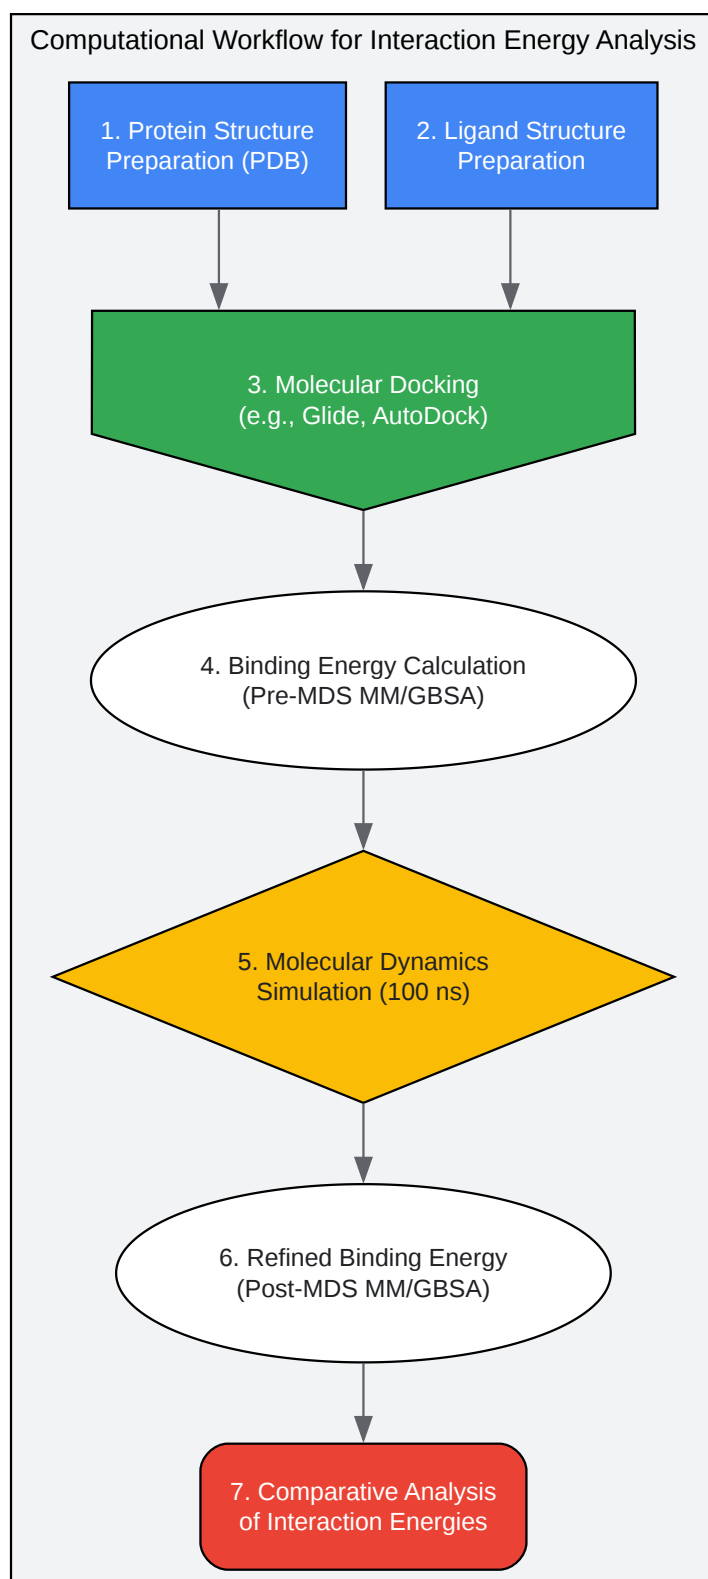 Computational Workflow for Interaction Energy Analysis
1. Protein Structure
Preparation (PDB)
2. Ligand Structure
Preparation
3. Molecular Docking
(e.g., Glide, AutoDock)
4. Binding Energy Calculation
(Pre-MDS MM/GBSA)
5. Molecular Dynamics
Simulation (100 ns)
6. Refined Binding Energy
(Post-MDS MM/GBSA)
7. Comparative Analysis
of Interaction Energies